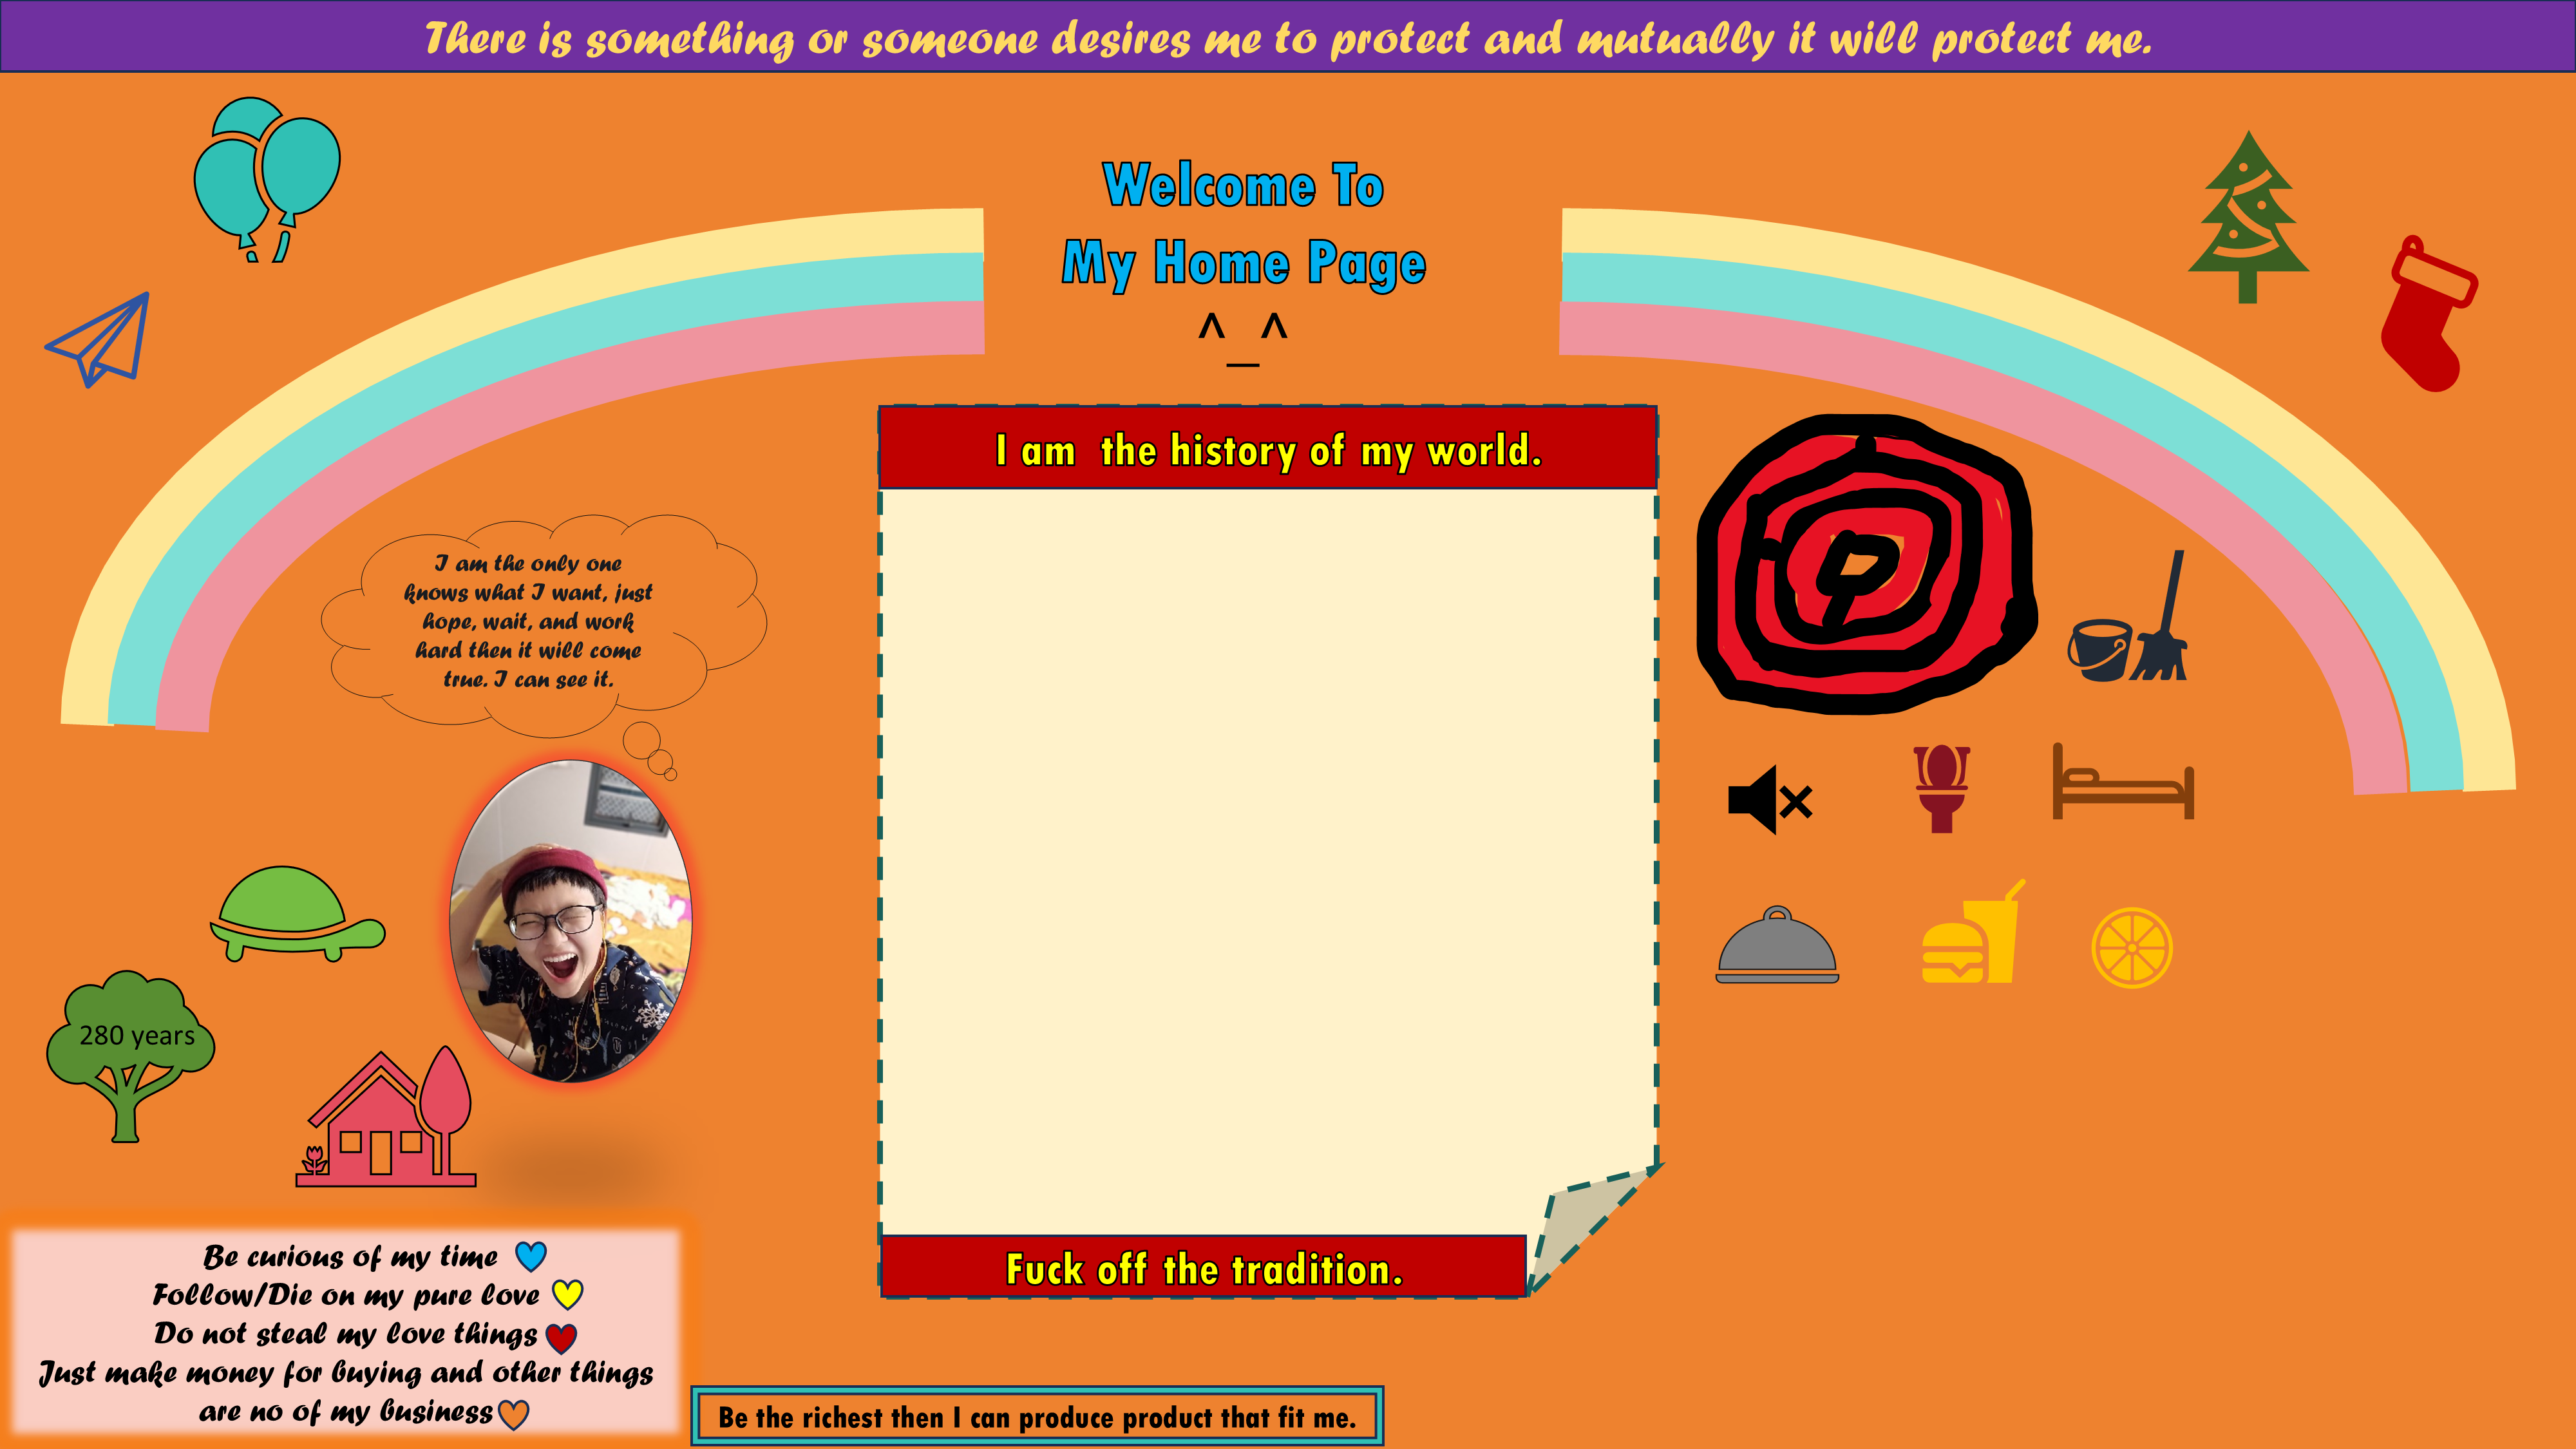 There is something or someone desires me to protect and mutually it will protect me.
Welcome To
My Home Page
^_^
I am  the history of my world.
I am the only one
knows what I want, just
hope, wait, and work
hard then it will come
true. I can see it.
280 years
Be curious of my time
Follow/Die on my pure love
Do not steal my love things
Just make money for buying and other things
are no of my business
Fuck off the tradition.
Be the richest then I can produce product that fit me.